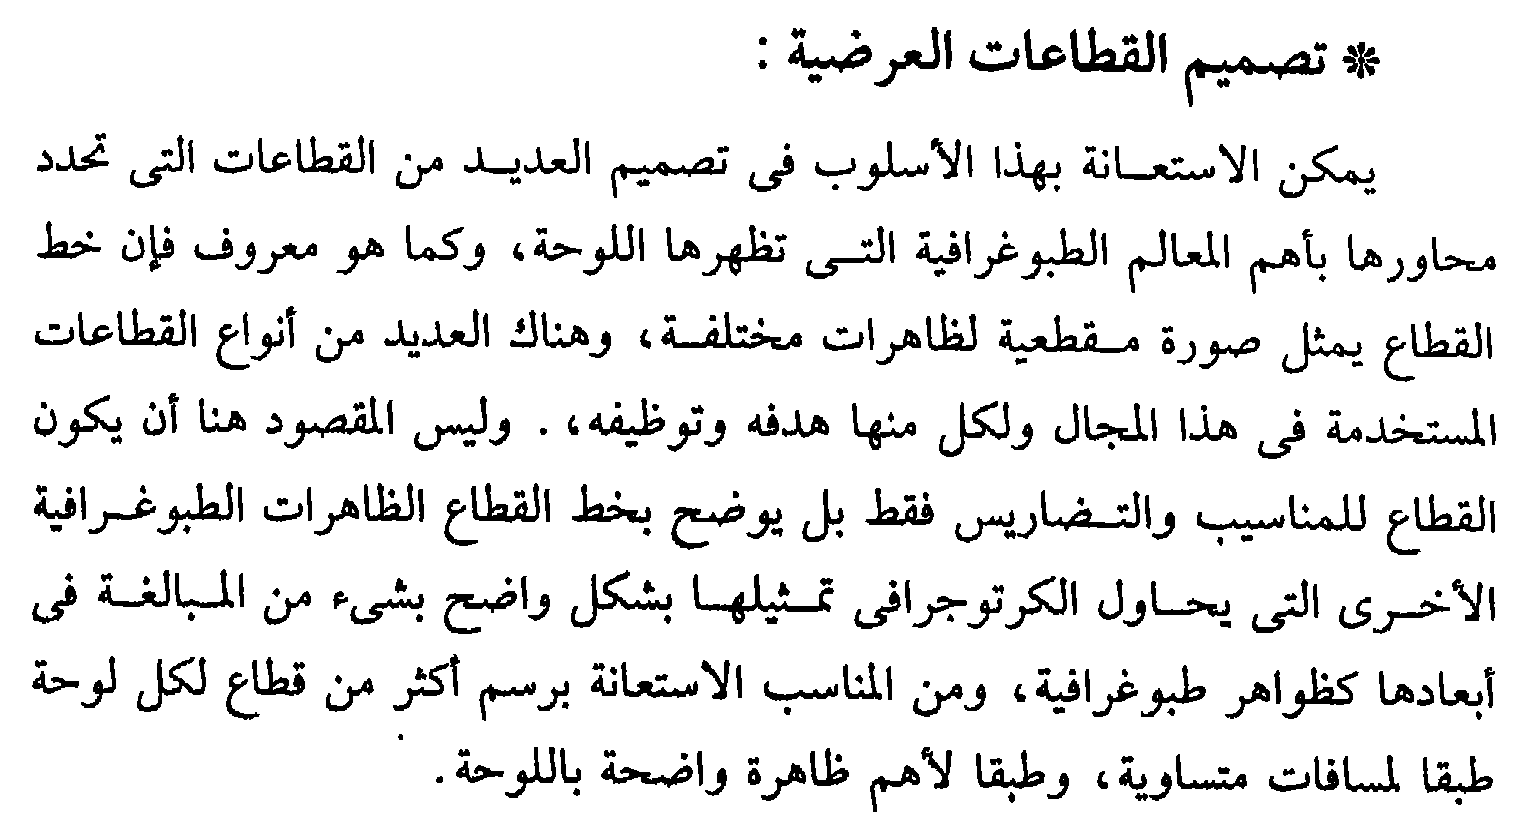 * تصميم القطاعات العرضية :
يمكن الاستعانة بهذا الأسلوب فى تصميم العديد من القطاعات التى تحدد
محاورها بأهم المعالم الطبوغرافية التى تظهرها اللوحة، وكما هو معروف فإن خط
القطاع يمثل صورة مقطعية لظاهرات مختلفة، وهناك العديد من أنواع القطاعات
المستخدمة فى هذا المجال ولكل منها هدفه وتوظيفه، . وليس المقصود هنا أن يكون
القطاع للمناسيب والتضاريس فقط بل يوضح بخط القطاع الظاهرات الطبوغرافية
الأخرى التى يحاول الكرتوجرافى تمثيلها بشكل واضح بشىء من المبالغة فى
أبعادها كظواهر طبوغرافية، ومن المناسب الاستعانة برسم أكثر من قطاع لكل لوحة
طبقا لمسافات متساوية، وطبقا لأهم ظاهرة واضحة باللوحة.